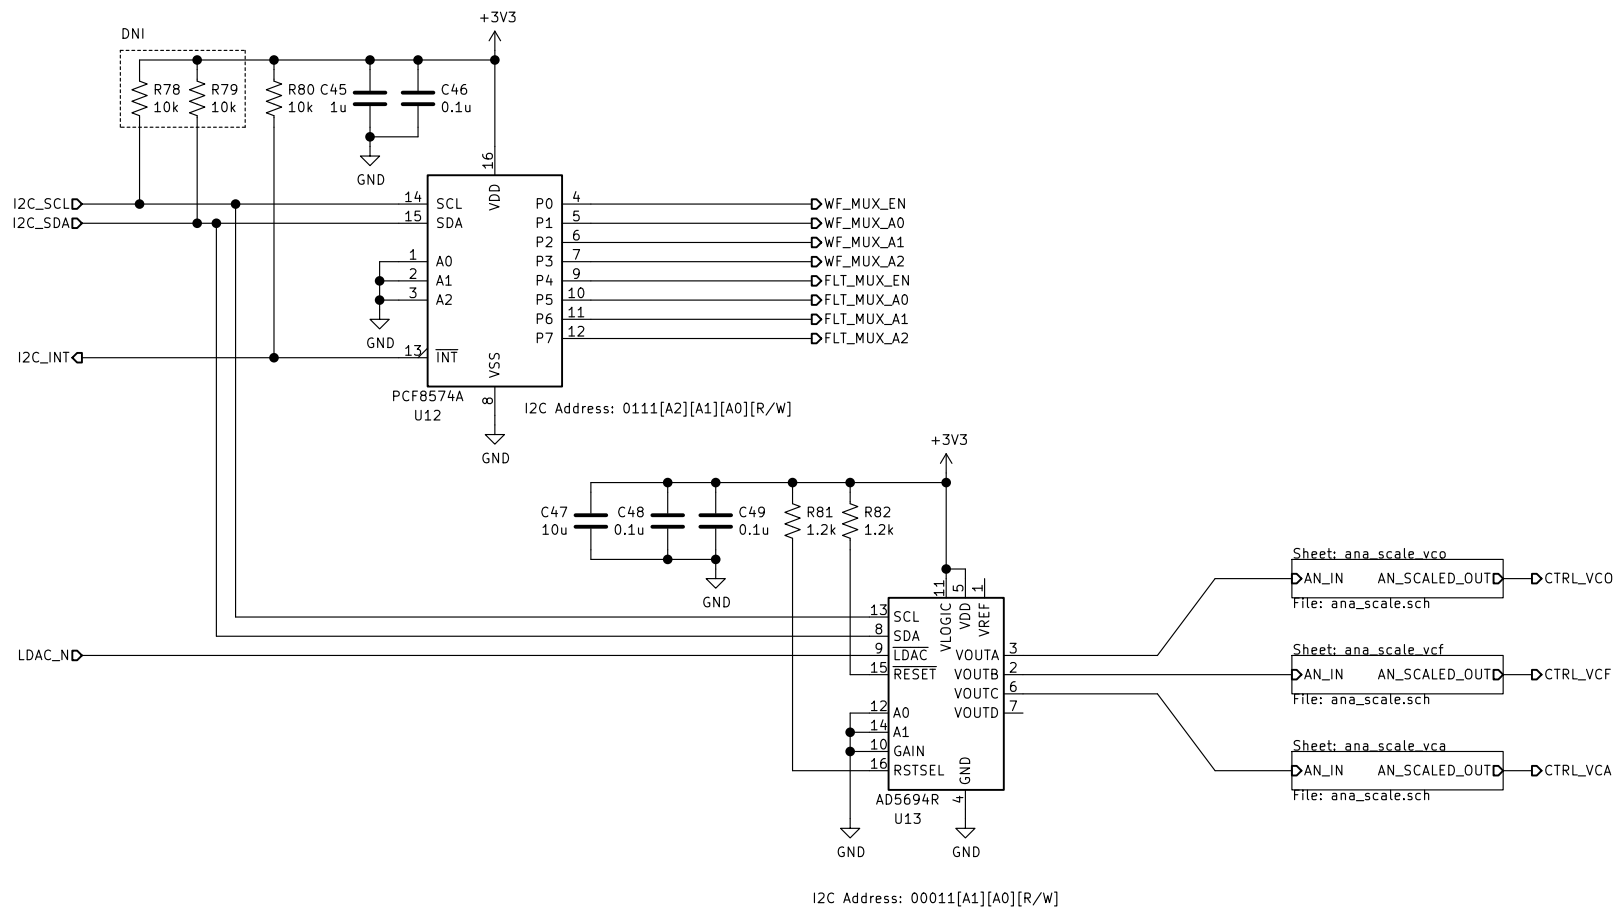 +3V3
DNI
R78
10k
R79
10k
R80
10k
C45
1u
C46
0.1u
GND
16
VDD
I2C_SCL
I2C_SDA
14
SCL
15
SDA
1
A0
2
A1
3
A2
GND
I2C_INT
13
INT
VSS
8
P0
4
WF_MUX_EN
P1
5
WF_MUX_A0
P2
6
WF_MUX_A1
P3
7
WF_MUX_A2
P4
9
FLT_MUX_EN
P5
10
FLT_MUX_A0
P6
11
FLT_MUX_A1
P7
12
FLT_MUX_A2
PCF8574A
U12
I2C Address: 0111[A2][A1][A0][R/W]
GND
+3V3
C47
10u
C48
0.1u
C49
0.1u
R81
1.2k
R82
1.2k
GND
11
VLOGIC
5
VDD
1
VREF
13
SCL
8
SDA
LDAC_N
9
LDAC
15
RESET
12
A0
14
A1
10
GAIN
16
RSTSEL
VOUTA
3
VOUTB
2
VOUTC
6
VOUTD
7
GND
4
AD5694R
U13
GND
GND
Sheet: ana_scale_vco
AN_IN AN_SCALED_OUT CTRL_VCO
File: ana_scale.sch
Sheet: ana_scale_vcf
AN_IN AN_SCALED_OUT CTRL_VCF
File: ana_scale.sch
Sheet: ana_scale_vca
AN_IN AN_SCALED_OUT CTRL_VCA
File: ana_scale.sch
I2C Address: 00011[A1][A0][R/W]